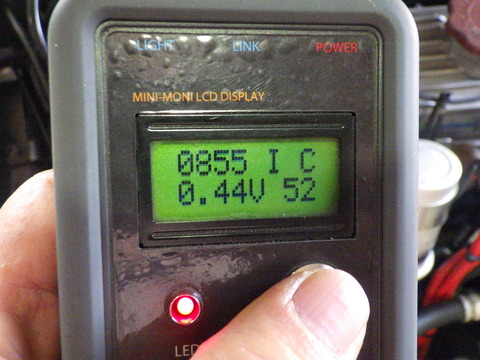 LIGHT LINK POWER
MINI-MONI LCD DISPLAY
0855 I C
0.44V 52
LED